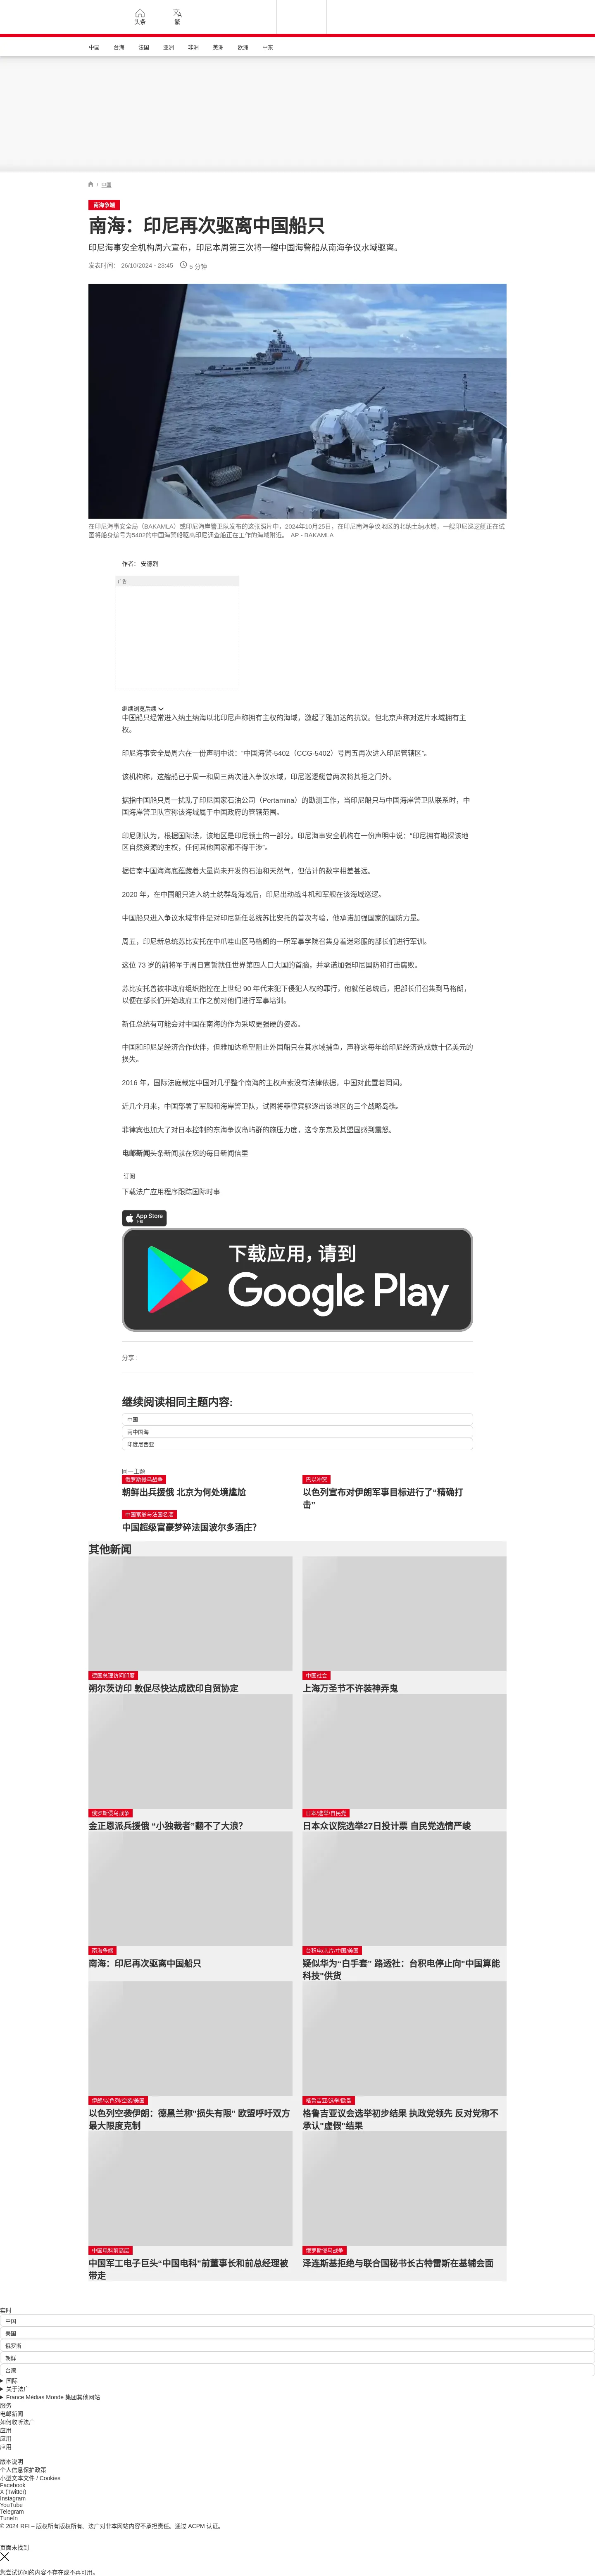 头条
繁
中国
台海
法国
亚洲
非洲
美洲
欧洲
中东
/ 中国
南海争端
南海：印尼再次驱离中国船只
印尼海事安全机构周六宣布，印尼本周第三次将一艘中国海警船从南海争议水域驱离。
发表时间： 26/10/2024 - 23:45
5 分钟
在印尼海事安全局（BAKAMLA）或印尼海岸警卫队发布的这张照片中，2024年10月25日，在印尼南海争议地区的北纳土纳水域，一艘印尼巡逻艇正在试图将船身编号为5402的中国海警船驱离印尼调查船正在工作的海域附近。 AP - BAKAMLA
作者： 安德烈
广告
继续浏览后续
中国船只经常进入纳土纳海以北印尼声称拥有主权的海域，激起了雅加达的抗议。但北京声称对这片水域拥有主权。
印尼海事安全局周六在一份声明中说：“中国海警-5402（CCG-5402）号周五再次进入印尼管辖区”。
该机构称，这艘船已于周一和周三两次进入争议水域，印尼巡逻艇曾两次将其拒之门外。
据指中国船只周一扰乱了印尼国家石油公司（Pertamina）的勘测工作，当印尼船只与中国海岸警卫队联系时，中国海岸警卫队宣称该海域属于中国政府的管辖范围。
印尼则认为，根据国际法，该地区是印尼领土的一部分。印尼海事安全机构在一份声明中说：“印尼拥有勘探该地区自然资源的主权，任何其他国家都不得干涉”。
据信南中国海海底蕴藏着大量尚未开发的石油和天然气，但估计的数字相差甚远。
2020 年，在中国船只进入纳土纳群岛海域后，印尼出动战斗机和军舰在该海域巡逻。
中国船只进入争议水域事件是对印尼新任总统苏比安托的首次考验，他承诺加强国家的国防力量。
周五，印尼新总统苏比安托在中爪哇山区马格朗的一所军事学院召集身着迷彩服的部长们进行军训。
这位 73 岁的前将军于周日宣誓就任世界第四人口大国的首脑，并承诺加强印尼国防和打击腐败。
苏比安托曾被非政府组织指控在上世纪 90 年代末犯下侵犯人权的罪行，他就任总统后，把部长们召集到马格朗，以便在部长们开始政府工作之前对他们进行军事培训。
新任总统有可能会对中国在南海的作为采取更强硬的姿态。
中国和印尼是经济合作伙伴，但雅加达希望阻止外国船只在其水域捕鱼，声称这每年给印尼经济造成数十亿美元的损失。
2016 年，国际法庭裁定中国对几乎整个南海的主权声索没有法律依据，中国对此置若罔闻。
近几个月来，中国部署了军舰和海岸警卫队，试图将菲律宾驱逐出该地区的三个战略岛礁。
菲律宾也加大了对日本控制的东海争议岛屿群的施压力度，这令东京及其盟国感到震怒。
电邮新闻头条新闻就在您的每日新闻信里
订阅
下载法广应用程序跟踪国际时事
App Store
下载
下载应用，请到
Google Play
分享 :
继续阅读相同主题内容:
中国
南中国海
印度尼西亚
同一主题
俄罗斯侵乌战争
朝鲜出兵援俄 北京为何处境尴尬
巴以冲突
以色列宣布对伊朗军事目标进行了“精确打击”
中国富翁与法国名酒
中国超级富豪梦碎法国波尔多酒庄？
其他新闻
德国总理访问印度
朔尔茨访印 敦促尽快达成欧印自贸协定
中国社会
上海万圣节不许装神弄鬼
俄罗斯侵乌战争
金正恩派兵援俄 “小独裁者”翻不了大浪？
日本/选举/自民党
日本众议院选举27日投计票 自民党选情严峻
南海争端
南海：印尼再次驱离中国船只
台积电/芯片/中国/美国
疑似华为“白手套” 路透社：台积电停止向“中国算能科技”供货
伊朗/以色列/空袭/美国
以色列空袭伊朗：德黑兰称“损失有限” 欧盟呼吁双方最大限度克制
格鲁吉亚/选举/欧盟
格鲁吉亚议会选举初步结果 执政党领先 反对党称不承认“虚假”结果
中国电科前高层
中国军工电子巨头“中国电科”前董事长和前总经理被带走
俄罗斯侵乌战争
泽连斯基拒绝与联合国秘书长古特雷斯在基辅会面
实时
中国
美国
俄罗斯
朝鲜
台湾
国际
关于法广
France Médias Monde 集团其他网站
服务
电邮新闻
如何收听法广
应用
应用
应用
版本说明
个人信息保护政策
小型文本文件 / Cookies
Facebook
X (Twitter)
Instagram
YouTube
Telegram
TuneIn
© 2024 RFI – 版权所有版权所有。法广对非本网站内容不承担责任。通过 ACPM 认证。
页面未找到
您尝试访问的内容不存在或不再可用。